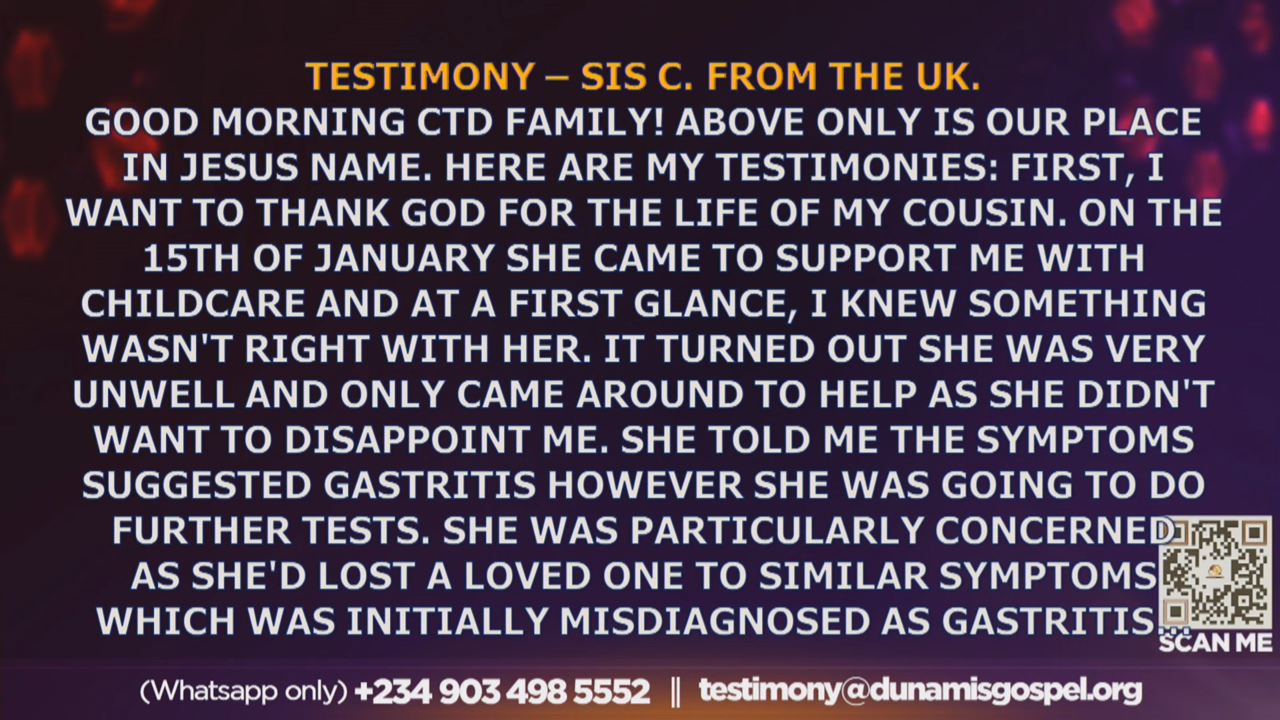 TESTIMONY – SIS C. FROM THE UK.
GOOD MORNING CTD FAMILY! ABOVE ONLY IS OUR PLACE
IN JESUS NAME. HERE ARE MY TESTIMONIES: FIRST, I
WANT TO THANK GOD FOR THE LIFE OF MY COUSIN. ON THE
15TH OF JANUARY SHE CAME TO SUPPORT ME WITH
CHILDCARE AND AT A FIRST GLANCE, I KNEW SOMETHING
WASN'T RIGHT WITH HER. IT TURNED OUT SHE WAS VERY
UNWELL AND ONLY CAME AROUND TO HELP AS SHE DIDN'T
WANT TO DISAPPOINT ME. SHE TOLD ME THE SYMPTOMS
SUGGESTED GASTRITIS HOWEVER SHE WAS GOING TO DO
FURTHER TESTS. SHE WAS PARTICULARLY CONCERNED
AS SHE'D LOST A LOVED ONE TO SIMILAR SYMPTOMS
WHICH WAS INITIALLY MISDIAGNOSED AS GASTRITIS...
SCAN ME
(Whatsapp only) +234 903 498 5552 || testimony@dunamisgospel.org